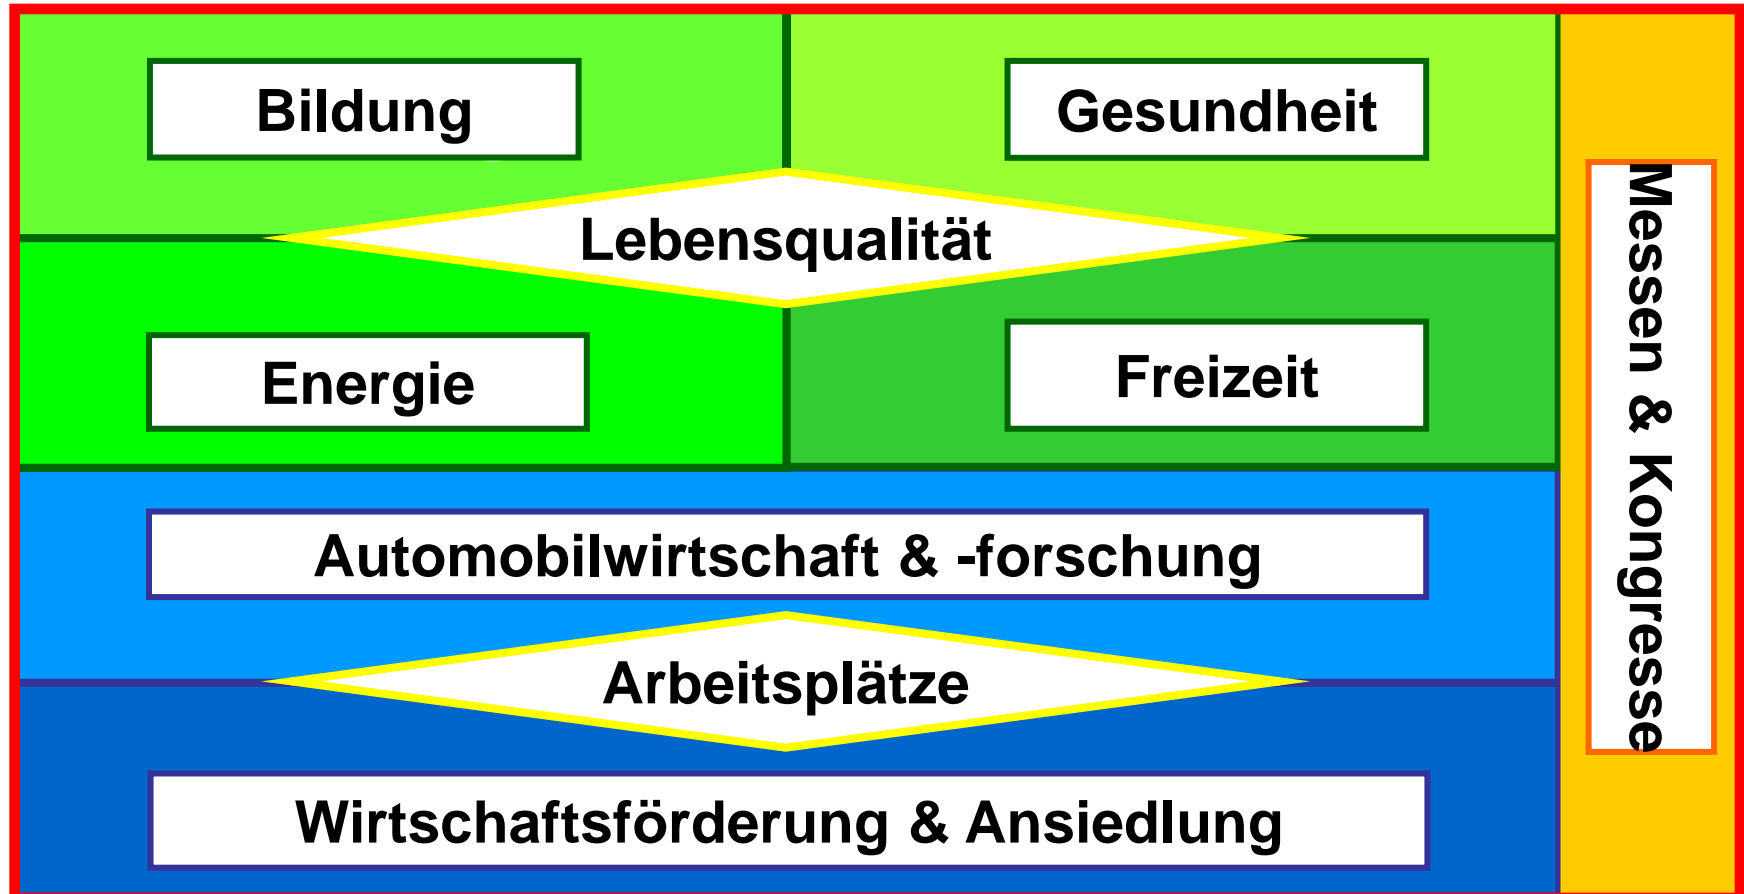 Bildung
Gesundheit
Lebensqualität
Energie
Freizeit
Automobilwirtschaft & -forschung
Arbeitsplätze
Wirtschaftsförderung & Ansiedlung
Messen & Kongresse